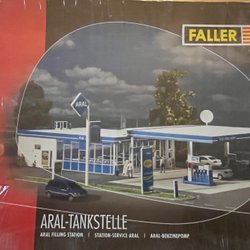 FALLER
ARAL
ARAL-TANKSTELLE
ARAL FILLING STATION | STATION-SERVICE ARAL | ARAL-BENZINEPOMP